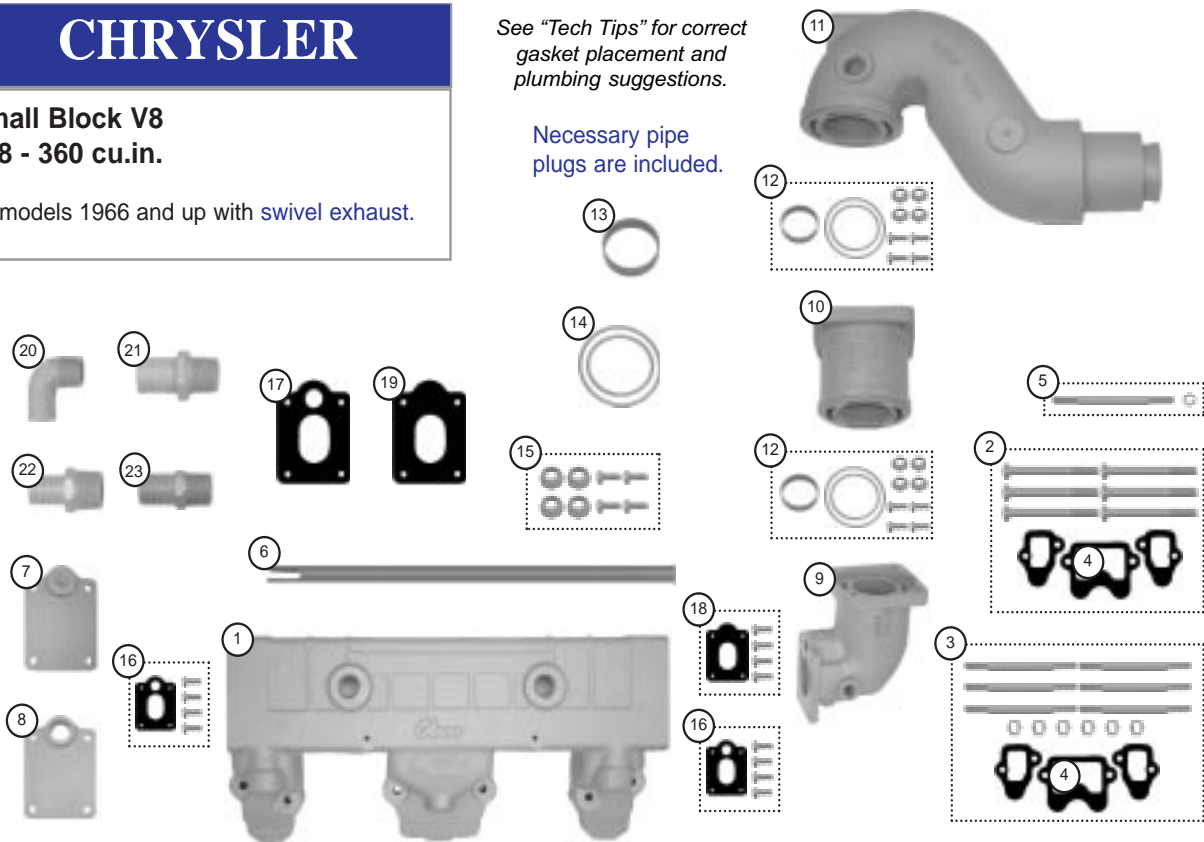 CHRYSLER
mall Block V8
8 - 360 cu.in.
models 1966 and up with swivel exhaust.
See “Tech Tips” for correct
gasket placement and
plumbing suggestions.
Necessary pipe
plugs are included.
11
12
13
14
10
20
21
17
19
5
22
23
15
12
2
4
6
7
9
18
1
16
3
8
16
4